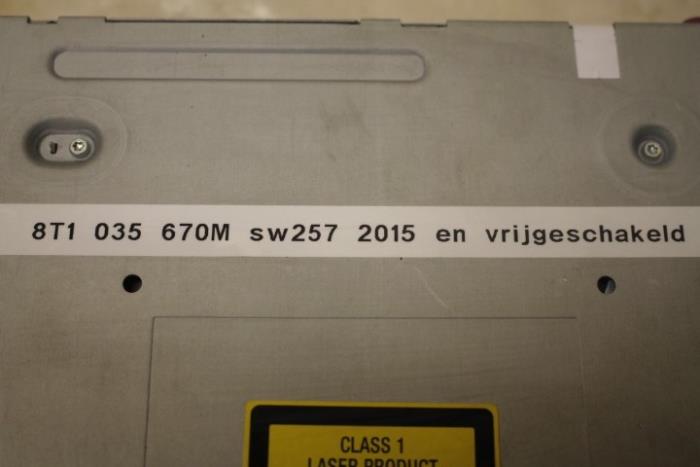 8T1 035 670M sw257 2015 en vrijgeschakeld
CLASS 1
LASER PRODUCT